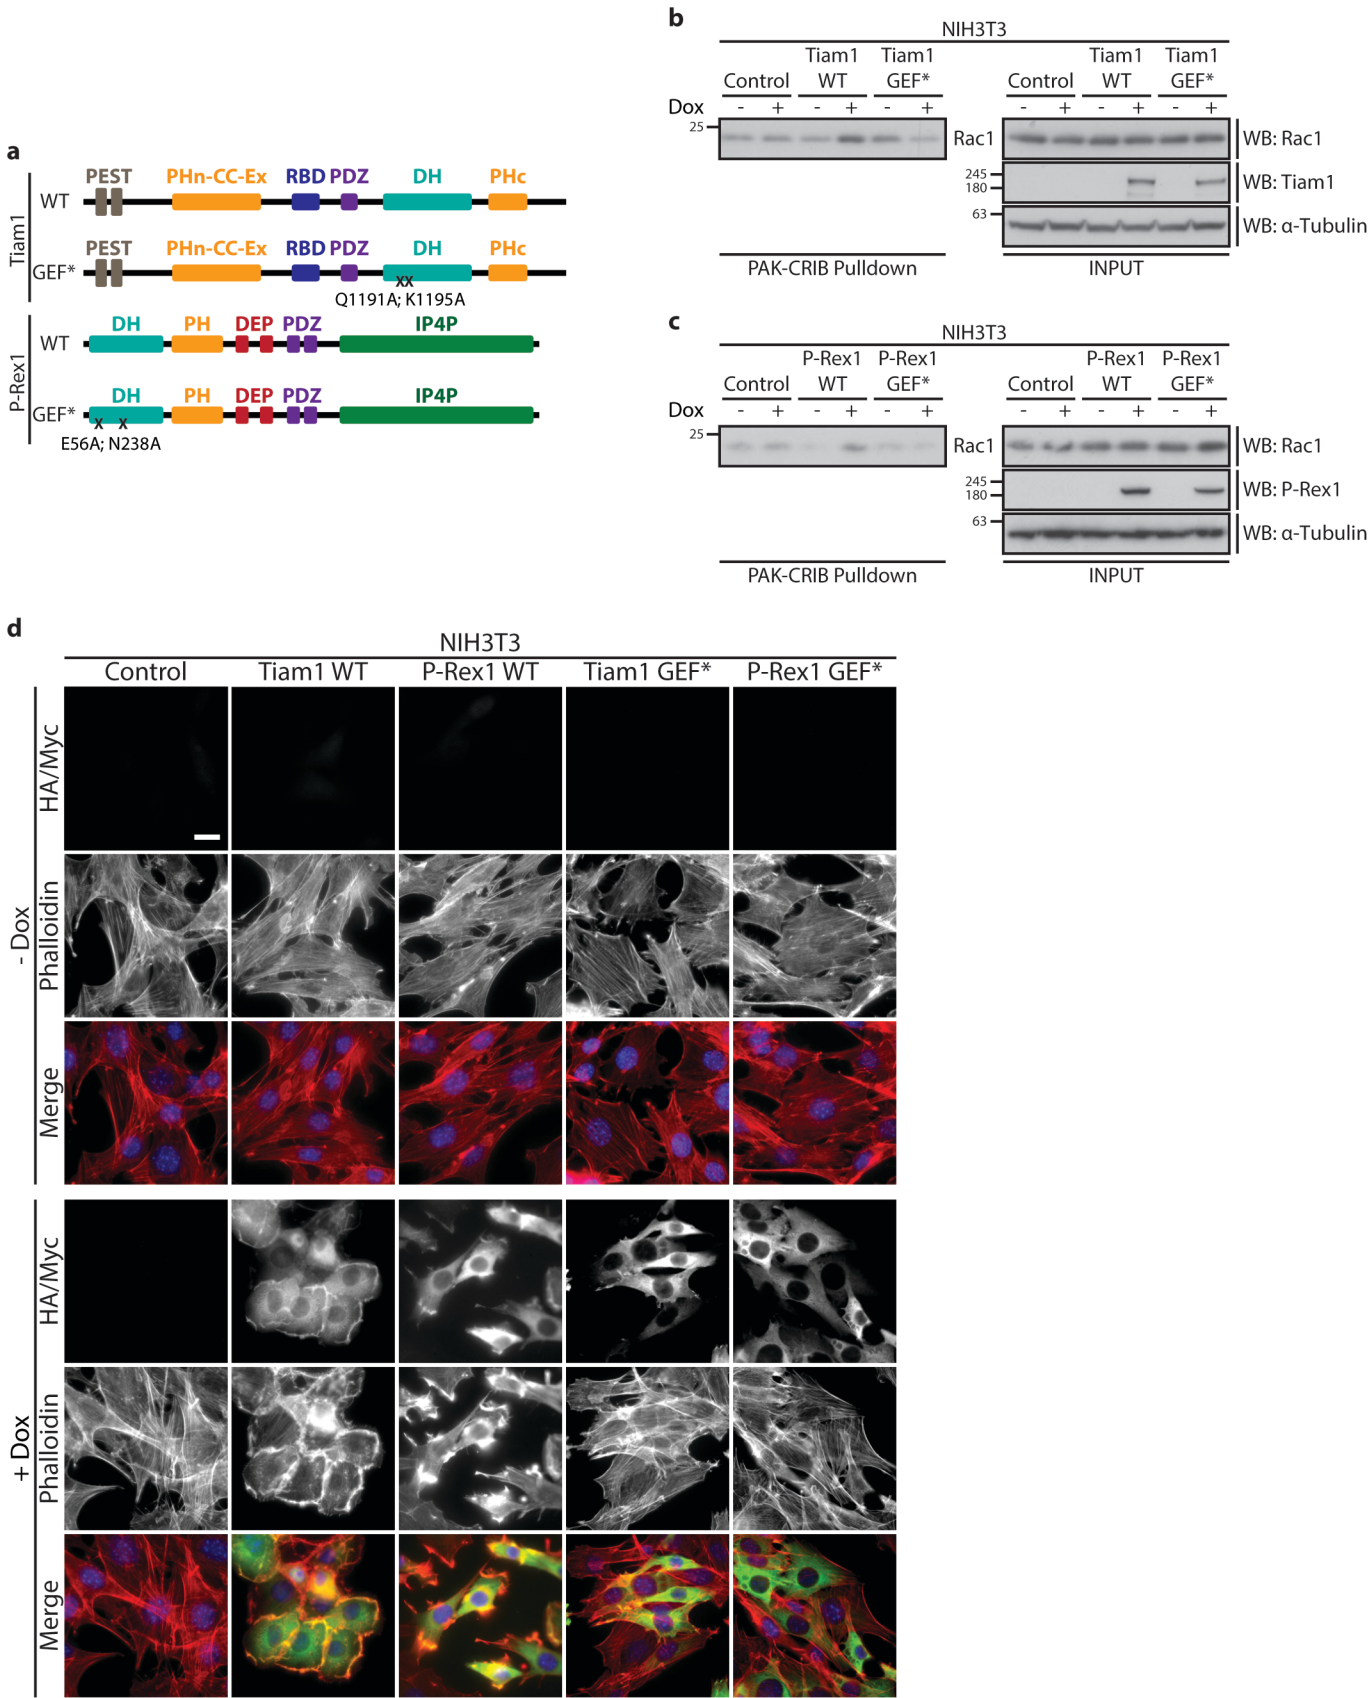 a
Tiam1
WT
PEST PHn-CC-Ex RBD PDZ DH PHc
GEF*
PEST PHn-CC-Ex RBD PDZ DH PHc
XX
Q1191A; K1195A
P-Rex1
WT
DH PH DEP PDZ IP4P
GEF*
DH PH DEP PDZ IP4P
X X
E56A; N238A
b
NIH3T3
Control Tiam1 WT Tiam1 GEF* Control Tiam1 WT Tiam1 GEF*
Dox - + - + - + - + - + - +
25 Rac1 WB: Rac1
245
180 WB: Tiam1
63 WB: α-Tubulin
PAK-CRIB Pulldown INPUT
c
NIH3T3
Control P-Rex1 WT P-Rex1 GEF* Control P-Rex1 WT P-Rex1 GEF*
Dox - + - + - + - + - + - +
25 Rac1 WB: Rac1
245
180 WB: P-Rex1
63 WB: α-Tubulin
PAK-CRIB Pulldown INPUT
d
NIH3T3
Control Tiam1 WT P-Rex1 WT Tiam1 GEF* P-Rex1 GEF*
- Dox
HA/Myc
Phalloidin
Merge
+ Dox
HA/Myc
Phalloidin
Merge